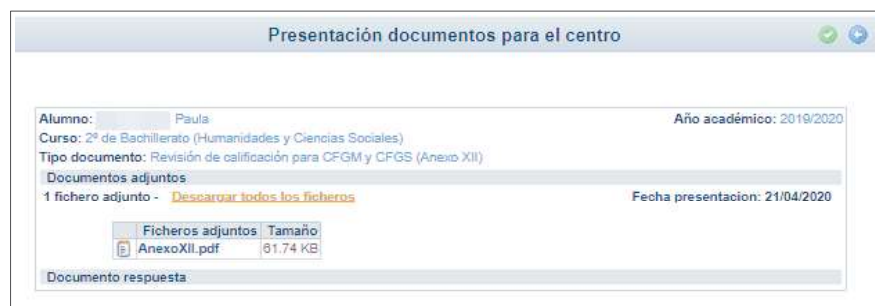 Presentación documentos para el centro
Alumno: Paula
Año académico: 2019/2020
Curso: 2º de Bachillerato (Humanidades y Ciencias Sociales)
Tipo documento: Revisión de calificación para CFGM y CFGS (Anexo XII)
Documentos adjuntos
1 fichero adjunto - Descargar todos los ficheros
Fecha presentacion: 21/04/2020
Ficheros adjuntos Tamaño
AnexoXII.pdf 61.74 KB
Documento respuesta